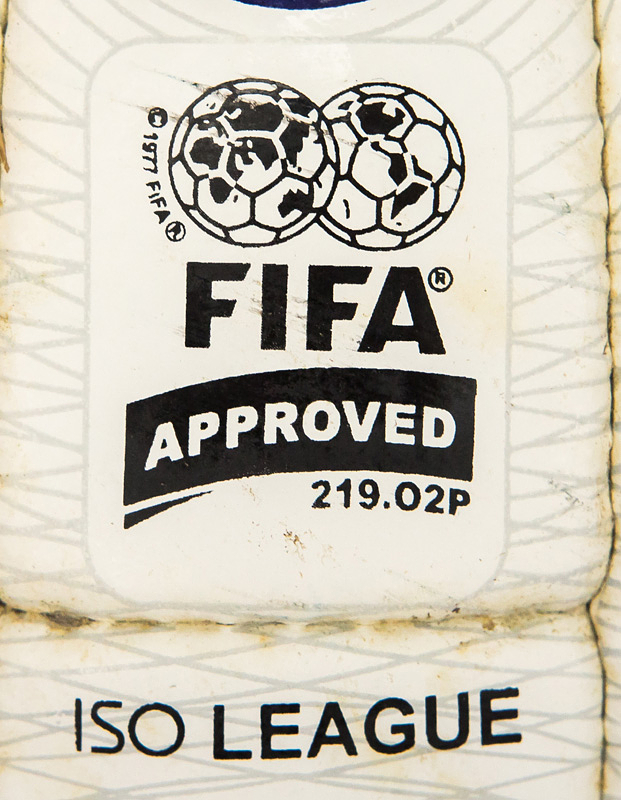 © 1977 FIFA
FIFA®
APPROVED
219.02P
ISO LEAGUE